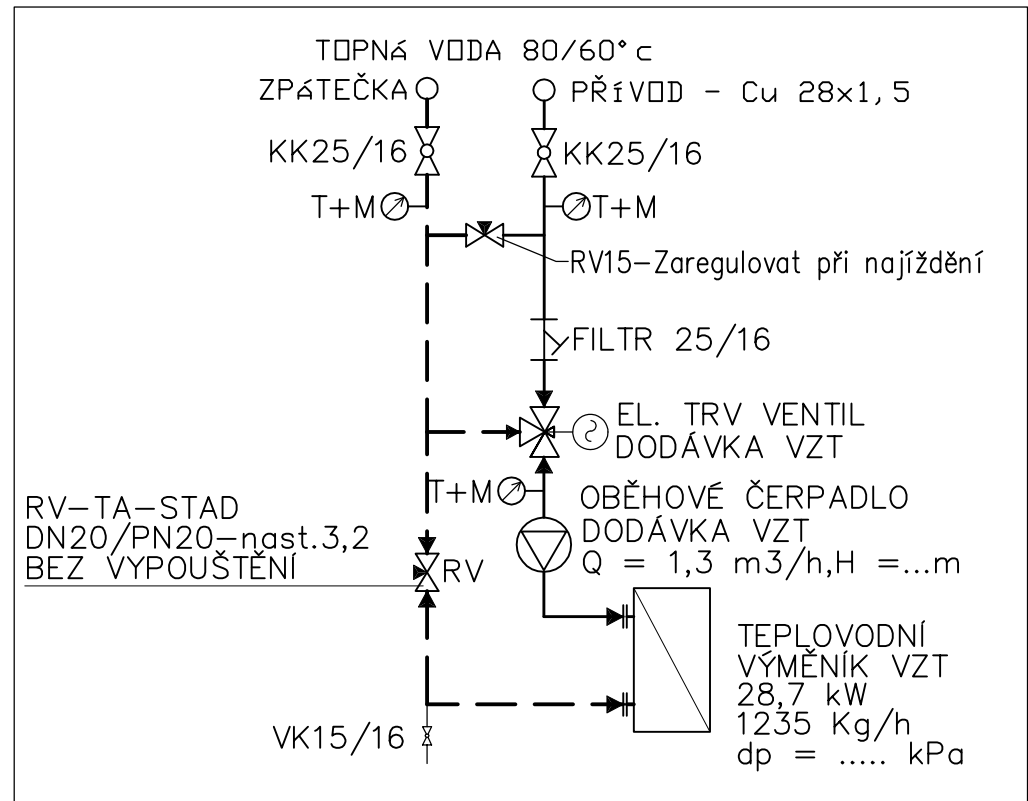 TOPNÁ VODA 80/60°c
ZPÁTEČKA
PŘÍVOD - Cu 28x1,5
KK25/16
KK25/16
T+M
T+M
RV15-Zaregulovat při najíždění
FILTR 25/16
EL. TRV VENTIL
DODÁVKA VZT
T+M
OBĚHOVÉ ČERPADLO
DODÁVKA VZT
Q = 1,3 m3/h,H =...m
RV-TA-STAD
DN20/PN20-nast.3,2
BEZ VYPOUŠTĚNÍ
RV
TEPLOVODNÍ
VÝMĚNÍK VZT
28,7 kW
1235 Kg/h
dp = ..... kPa
VK15/16